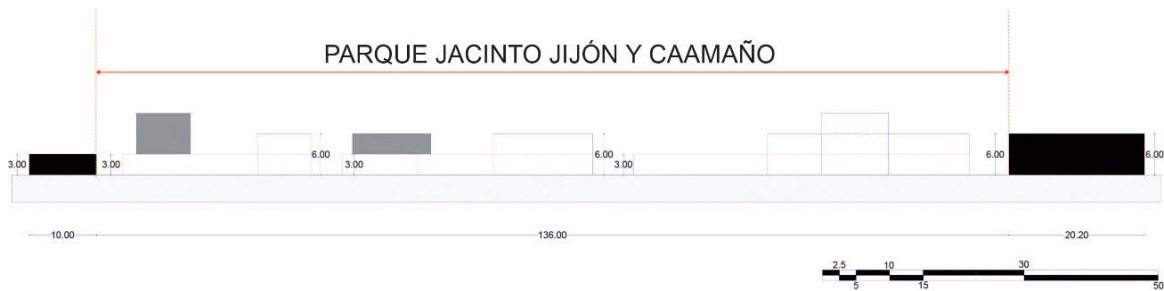 PARQUE JACINTO JIJÓN Y CAAMAÑO
3.00 3.00 6.00 3.00 6.00 3.00 6.00 6.00
10.00 136.00 20.20
2.5 10 30
5 15 50